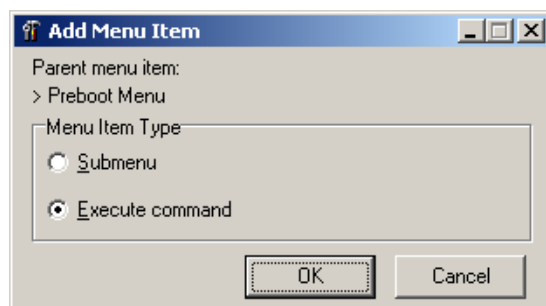 Add Menu Item
Parent menu item:
> Preboot Menu
Menu Item Type
Submenu
Execute command
OK Cancel